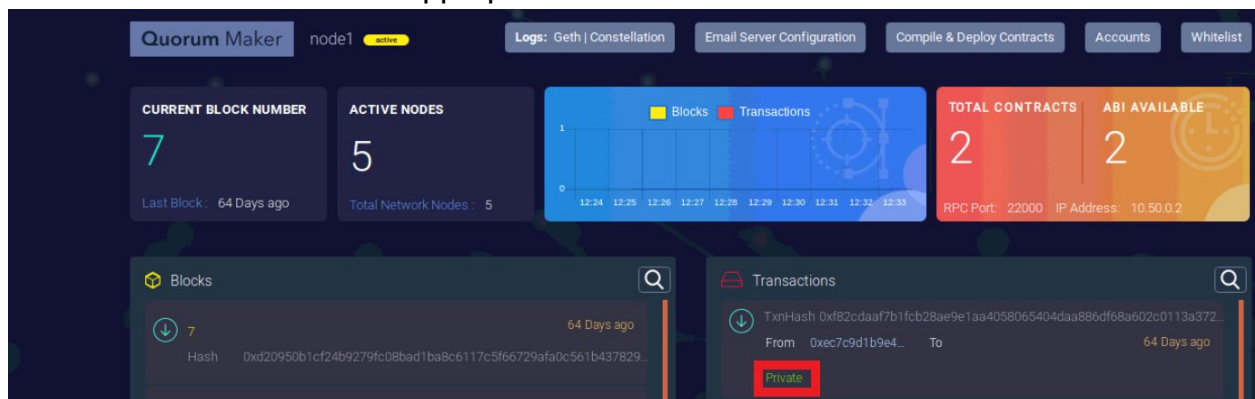 Quorum Maker node1 active Logs: Geth | Constellation Email Server Configuration Compile & Deploy Contracts Accounts Whitelist
CURRENT BLOCK NUMBER
7
Last Block : 64 Days ago
ACTIVE NODES
5
Total Network Nodes : 5
Blocks Transactions
1
0
12:24 12:25 12:26 12:27 12:28 12:29 12:30 12:31 12:32 12:33
TOTAL CONTRACTS ABI AVAILABLE
2 2
RPC Port: 22000 IP Address: 10.50.0.2
Blocks
7 64 Days ago
Hash 0xd20950b1cf24b9279fc08bad1ba8c6117c5f66729afa0c561b437829...
Transactions
TxnHash 0xf82cdaaf7b1fcb28ae9e1aa4058065404daa886df68a602c0113a372...
From 0xec7c9d1b9e4... To 64 Days ago
Private